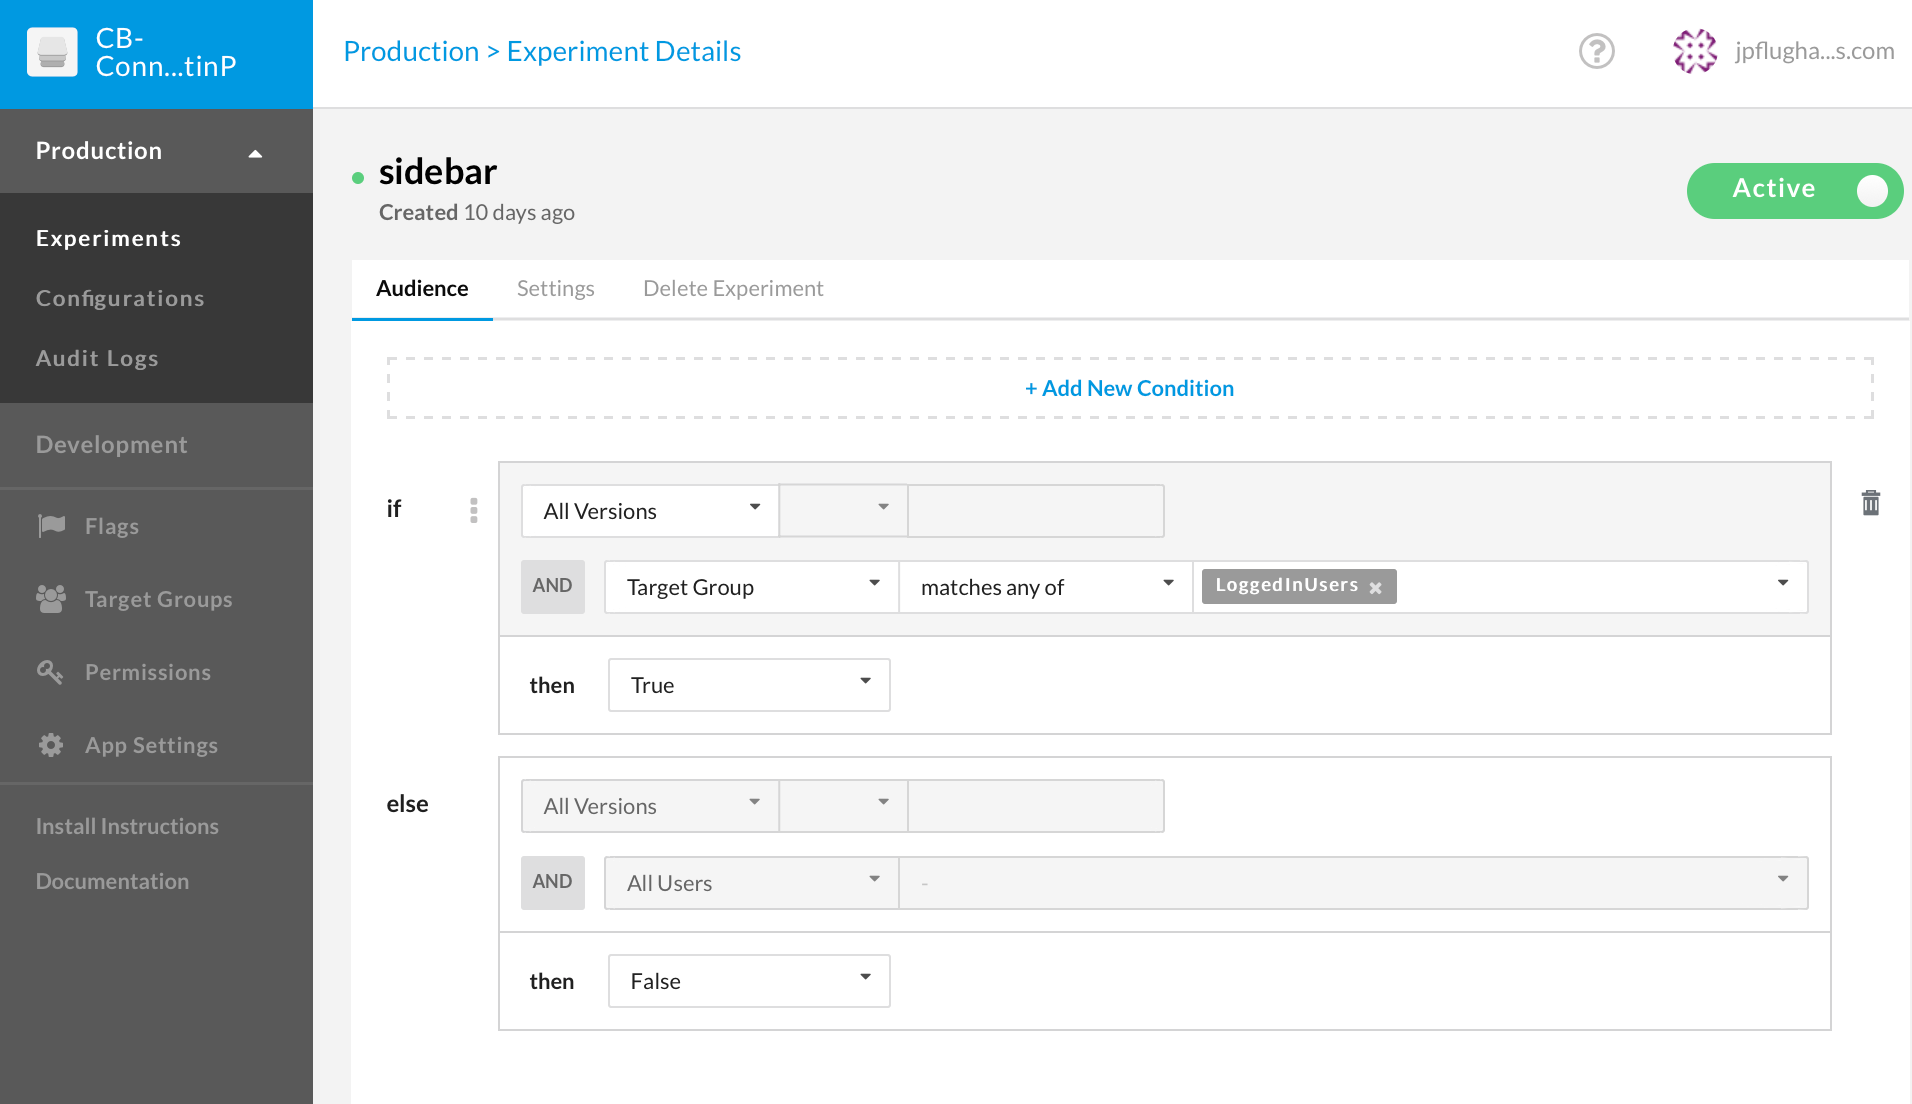 CB-
Conn...tinP
Production > Experiment Details
?
jpflugha...s.com
Production
Experiments
Configurations
Audit Logs
Development
Flags
Target Groups
Permissions
App Settings
Install Instructions
Documentation
sidebar
Created 10 days ago
Active
Audience Settings Delete Experiment
+ Add New Condition
if
All Versions
AND Target Group matches any of LoggedInUsers ×
then True
else
All Versions
AND All Users -
then False